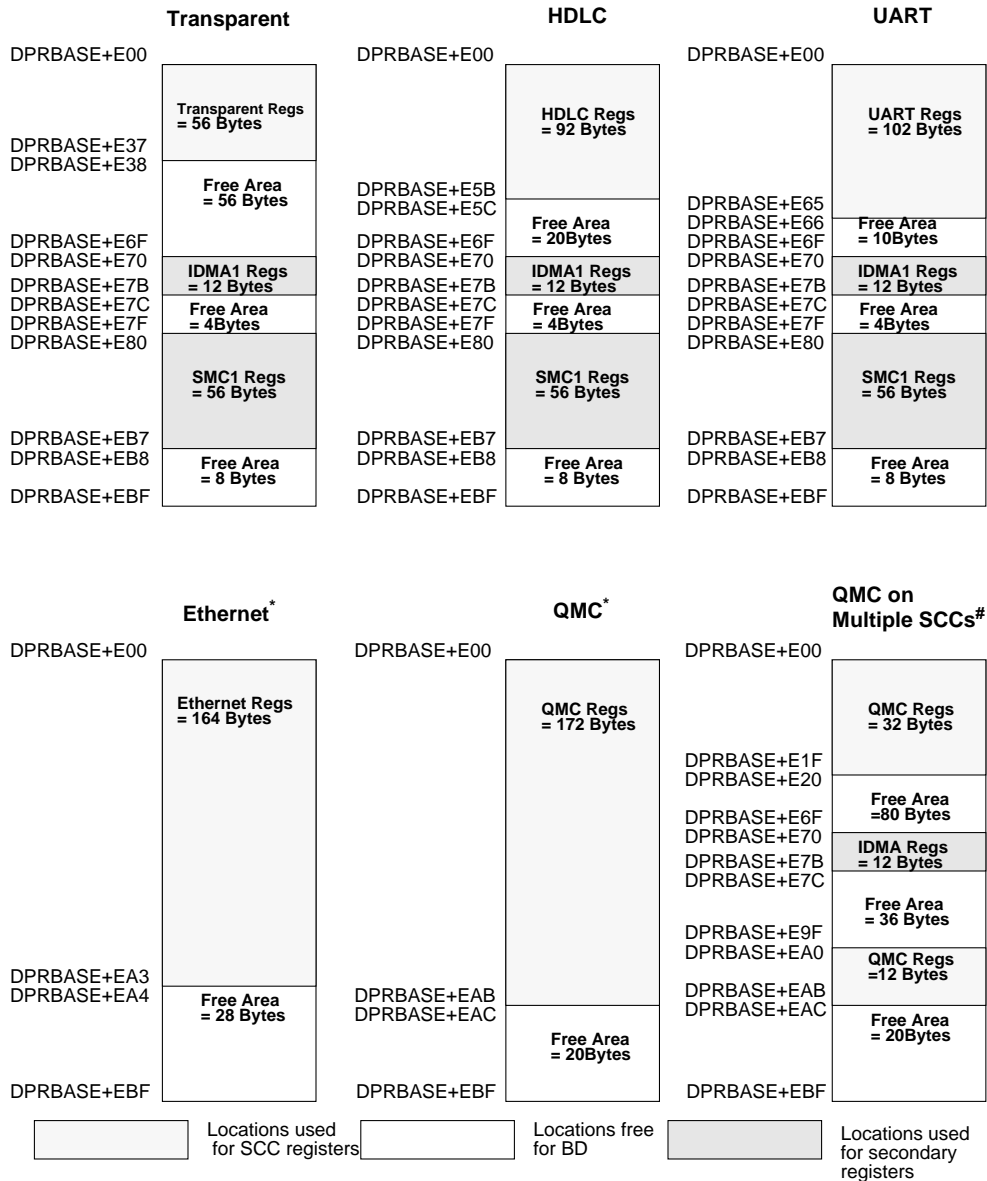 Transparent
DPRBASE+E00
Transparent Regs
= 56 Bytes
DPRBASE+E37
DPRBASE+E38
Free Area
= 56 Bytes
DPRBASE+E6F
DPRBASE+E70
IDMA1 Regs
= 12 Bytes
DPRBASE+E7B
DPRBASE+E7C
Free Area
= 4Bytes
DPRBASE+E7F
DPRBASE+E80
SMC1 Regs
= 56 Bytes
DPRBASE+EB7
DPRBASE+EB8
Free Area
= 8 Bytes
DPRBASE+EBF
HDLC
DPRBASE+E00
HDLC Regs
= 92 Bytes
DPRBASE+E5B
DPRBASE+E5C
Free Area
= 20Bytes
DPRBASE+E6F
DPRBASE+E70
IDMA1 Regs
= 12 Bytes
DPRBASE+E7B
DPRBASE+E7C
Free Area
= 4Bytes
DPRBASE+E7F
DPRBASE+E80
SMC1 Regs
= 56 Bytes
DPRBASE+EB7
DPRBASE+EB8
Free Area
= 8 Bytes
DPRBASE+EBF
UART
DPRBASE+E00
UART Regs
= 102 Bytes
DPRBASE+E65
DPRBASE+E66
Free Area
= 10Bytes
DPRBASE+E6F
DPRBASE+E70
IDMA1 Regs
= 12 Bytes
DPRBASE+E7B
DPRBASE+E7C
Free Area
= 4Bytes
DPRBASE+E7F
DPRBASE+E80
SMC1 Regs
= 56 Bytes
DPRBASE+EB7
DPRBASE+EB8
Free Area
= 8 Bytes
DPRBASE+EBF
Ethernet*
DPRBASE+E00
Ethernet Regs
= 164 Bytes
DPRBASE+EA3
DPRBASE+EA4
Free Area
= 28 Bytes
DPRBASE+EBF
QMC*
DPRBASE+E00
QMC Regs
= 172 Bytes
DPRBASE+EAB
DPRBASE+EAC
Free Area
= 20Bytes
DPRBASE+EBF
QMC on
Multiple SCCs#
DPRBASE+E00
QMC Regs
= 32 Bytes
DPRBASE+E1F
DPRBASE+E20
Free Area
=80 Bytes
DPRBASE+E6F
DPRBASE+E70
IDMA Regs
= 12 Bytes
DPRBASE+E7B
DPRBASE+E7C
Free Area
= 36 Bytes
DPRBASE+E9F
DPRBASE+EA0
QMC Regs
=12 Bytes
DPRBASE+EAB
DPRBASE+EAC
Free Area
= 20Bytes
DPRBASE+EBF
Locations used
for SCC registers
Locations free
for BD
Locations used
for secondary
registers